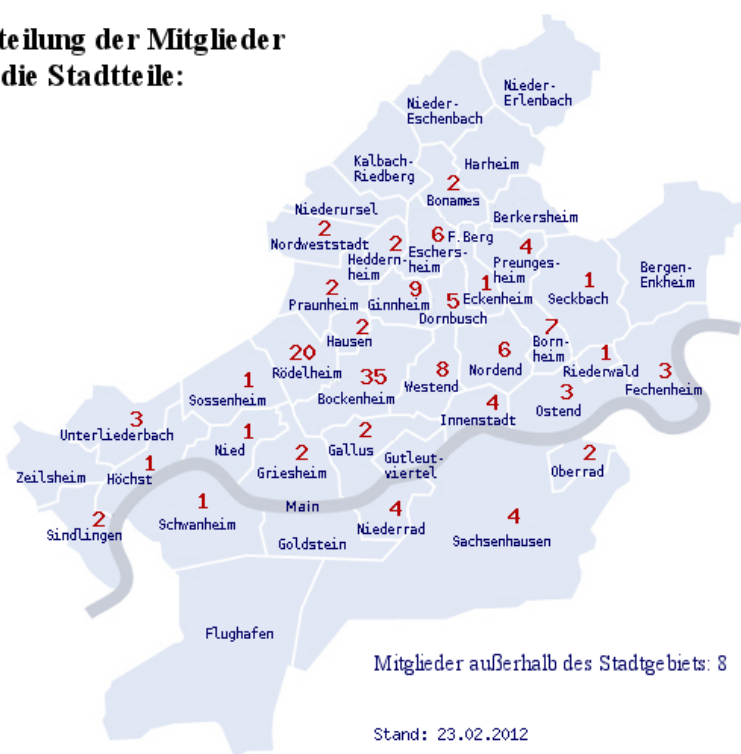 teilung der Mitglieder
die Stadtteile:
Nieder-
Erlenbach
Nieder-
Eschenbach
Kalbach-
Riedberg
Harheim
2
Bonames
Niederursel
Berkersheim
2
Nordweststadt
2
Heddern-
heim
6
F.Berg
Eschers-
heim
4
Preunges-
heim
Bergen-
Enkheim
2
Praunheim
9
Ginnheim
5
Dornbusch
1
Eckenheim
1
Seckbach
2
Hausen
7
Born-
heim
20
Rödelheim
35
Bockenheim
8
Westend
6
Nordend
1
Riederwald
3
Fechenheim
1
Sossenheim
4
Innenstadt
3
Ostend
3
Unterliederbach
1
Nied
2
Gallus
2
Griesheim
Gutleut-
viertel
2
Oberrad
Zeilsheim
1
Höchst
2
Sindlingen
1
Schwanheim
Main
4
Niederrad
4
Sachsenhausen
Goldstein
Flughafen
Mitglieder außerhalb des Stadtgebiets: 8
Stand: 23.02.2012